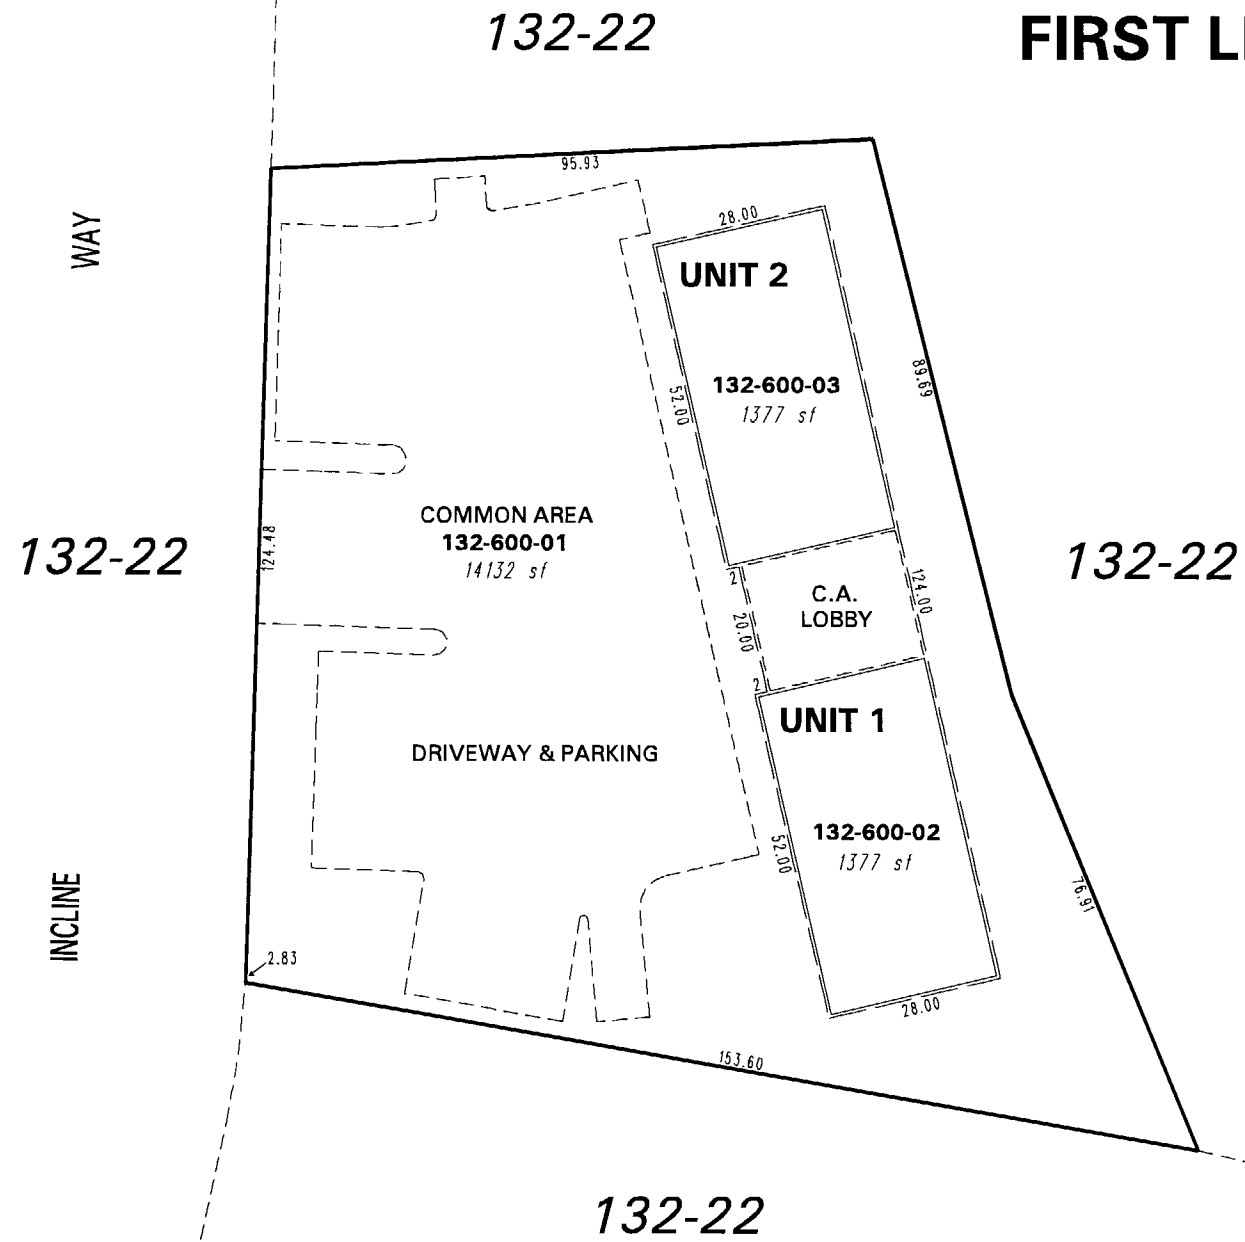 132-22
FIRST
95.93
WAY
28.00
UNIT 2
132-600-03
1377 sf
52.00
89.69
COMMON AREA
132-600-01
14132 sf
132-22
124.48
132-22
2
C.A.
LOBBY
124.00
20.00
2
UNIT 1
DRIVEWAY & PARKING
132-600-02
1377 sf
52.00
76.91
INCLINE
2.83
28.00
153.60
132-22